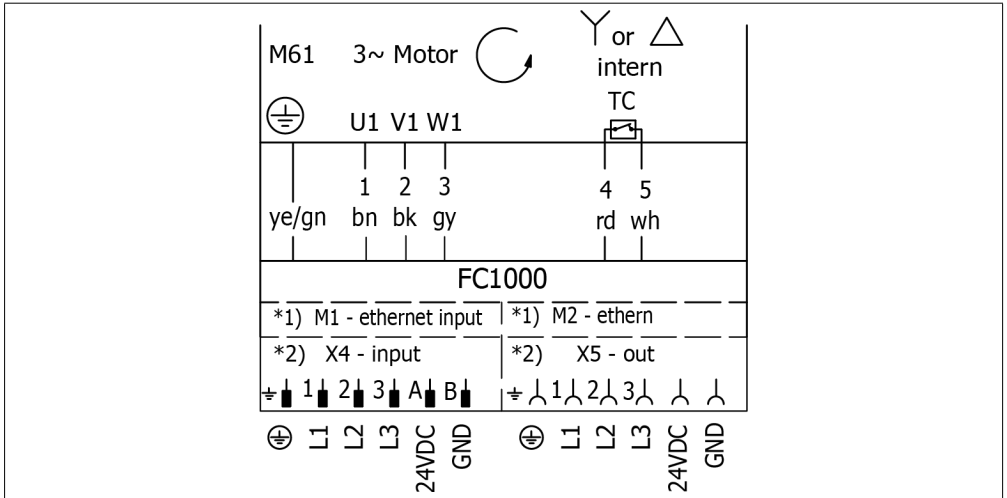 M61 3~ Motor
or
intern
TC
U1 V1 W1
1 2 3 4 5
ye/gn bn bk gy rd wh
FC1000
*1) M1 - ethernet input *1) M2 - ethern
*2) X4 - input *2) X5 - out
1 2 3 A B 1 2 3
L1 L2 L3 24VDC GND L1 L2 L3 24VDC GND